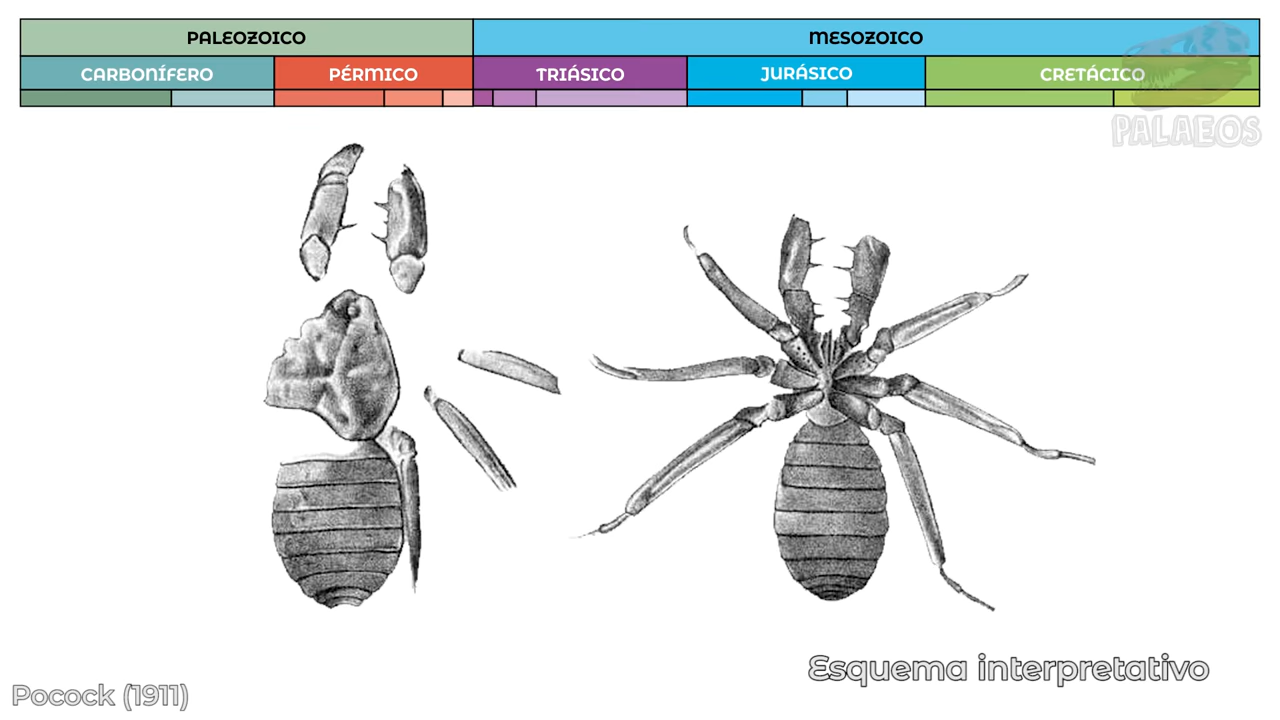 PALEOZOICO MESOZOICO
CARBONÍFERO PÉRMICO TRIÁSICO JURÁSICO CRETÁCICO
PALAEOS
Esquema interpretativo
Pocock (1911)